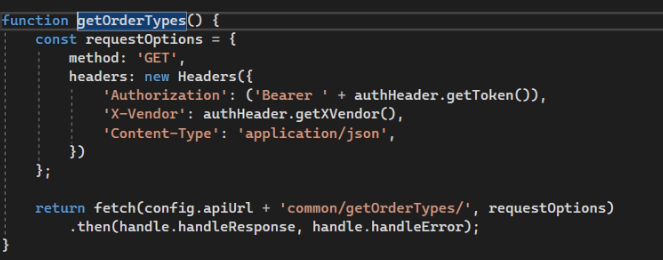 function getOrderTypes() {
    const requestOptions = {
        method: 'GET',
        headers: new Headers({
            'Authorization': ('Bearer ' + authHeader.getToken()),
            'X-Vendor': authHeader.getXVendor(),
            'Content-Type': 'application/json',
        })
    };

    return fetch(config.apiUrl + 'common/getOrderTypes/', requestOptions)
        .then(handle.handleResponse, handle.handleError);
}